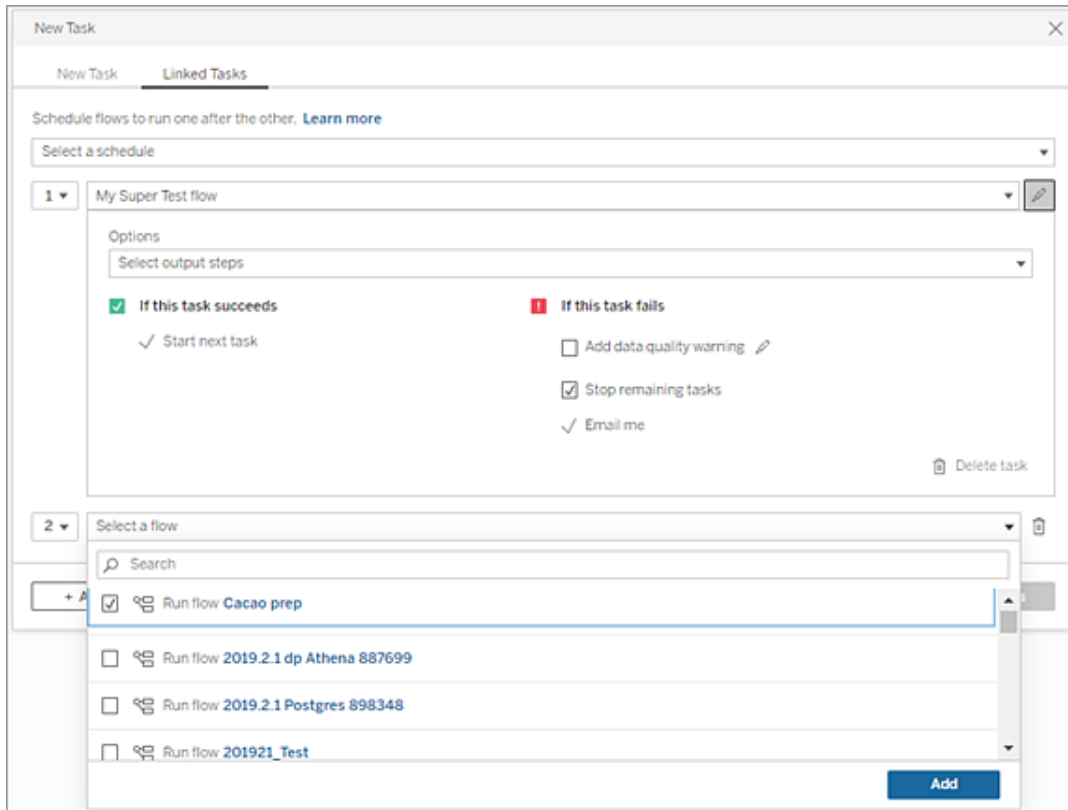 New Task
New Task Linked Tasks
Schedule flows to run one after the other. Learn more
Select a schedule
1 My Super Test flow
Options
Select output steps
If this task succeeds ! If this task fails
Start next task Add data quality warning
Stop remaining tasks
Email me
Delete task
2 Select a flow
Search
+
Run flow Cacao prep
Run flow 2019.2.1 dp Athena 887699
Run flow 2019.2.1 Postgres 898348
Run flow 201921_Test
Add